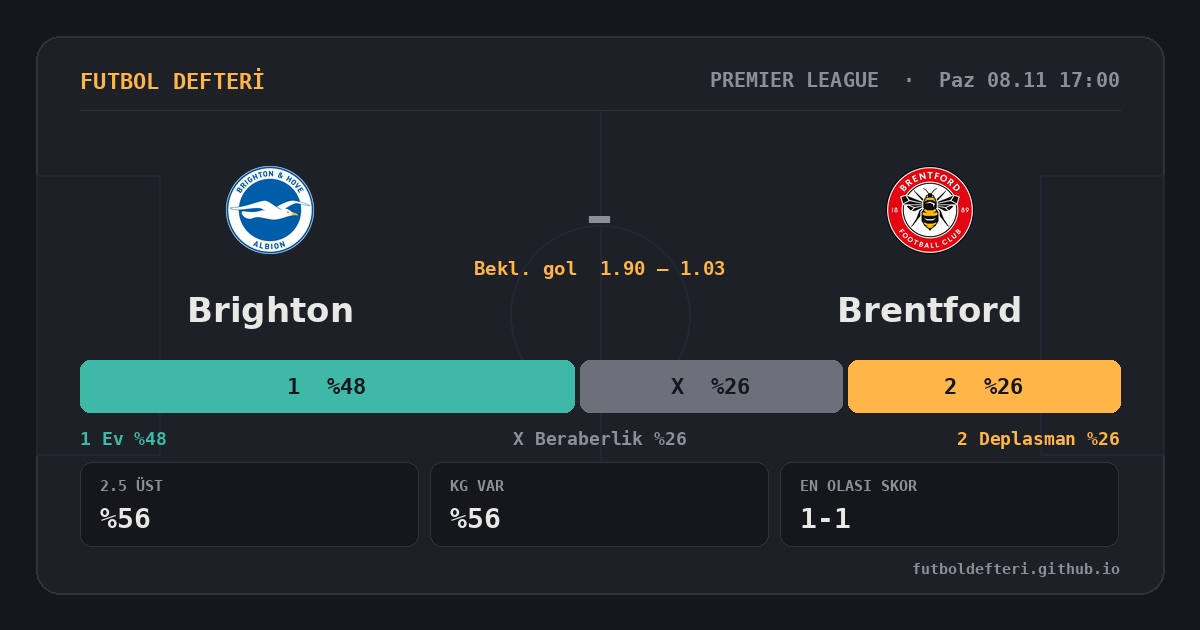 FUTBOL DEFTERİ
PREMIER LEAGUE · Paz 08.11 17:00
BRIGHTON & HOVE
ALBION
BRENTFORD
18 89
FOOTBALL CLUB
–
Bekl. gol 1.90 – 1.03
Brighton
Brentford
1 %48
X %26
2 %26
1 Ev %48
X Beraberlik %26
2 Deplasman %26
2.5 ÜST
%56
KG VAR
%56
EN OLASI SKOR
1-1
futboldefteri.github.io